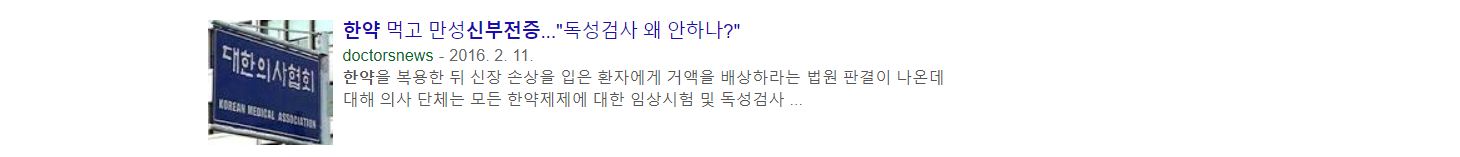 대한의사협회
KOREAN MEDICAL ASSOCIATION
한약 먹고 만성신부전증..."독성검사 왜 안하나?"
doctorsnews - 2016. 2. 11.
한약을 복용한 뒤 신장 손상을 입은 환자에게 거액을 배상하라는 법원 판결이 나온데
대해 의사 단체는 모든 한약제제에 대한 임상시험 및 독성검사 ...